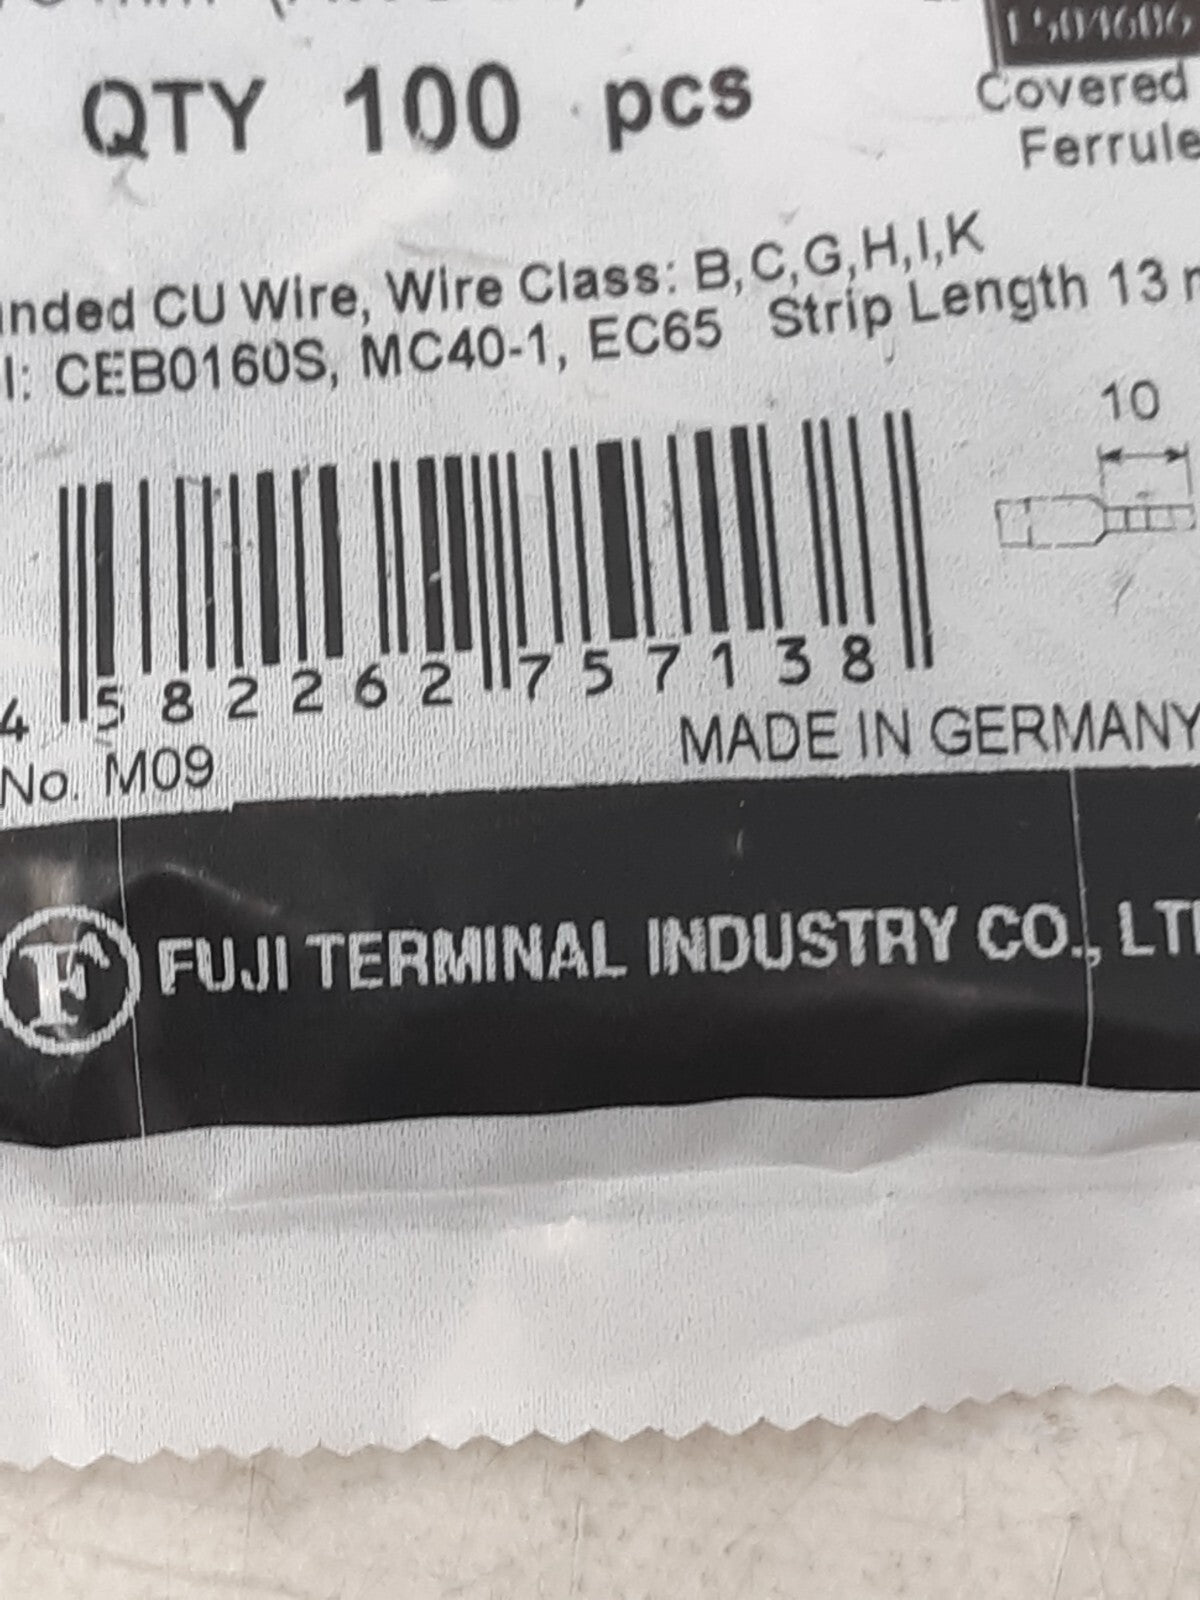 QTY 100 pcs
Covered
Ferrule
CU Wire, Wire Class: B,C,G,H,I,K
CEB0160S, MC40-1, EC65 Strip Length 13
10
4 582262 757138
No. M09 MADE IN GERMANY
F FUJI TERMINAL INDUSTRY CO.,